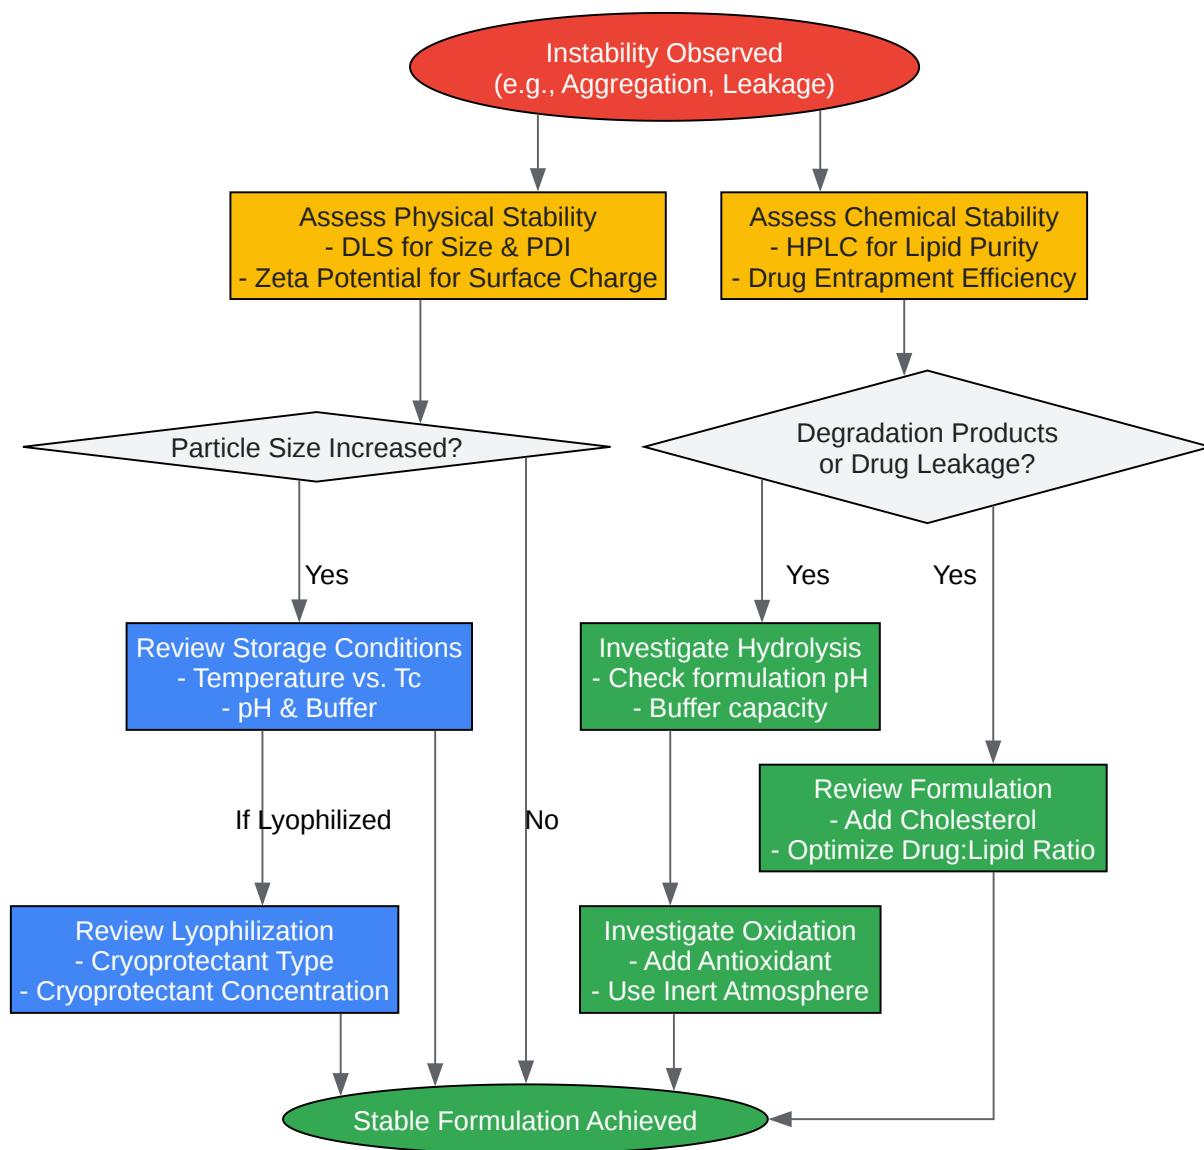 Instability Observed
(e.g., Aggregation, Leakage)
Assess Physical Stability
- DLS for Size & PDI
- Zeta Potential for Surface Charge
Assess Chemical Stability
- HPLC for Lipid Purity
- Drug Entrapment Efficiency
Particle Size Increased?
Degradation Products
or Drug Leakage?
Yes
Yes
Yes
Review Storage Conditions
- Temperature vs. Tc
- pH & Buffer
Investigate Hydrolysis
- Check formulation pH
- Buffer capacity
If Lyophilized
No
Review Formulation
- Add Cholesterol
- Optimize Drug:Lipid Ratio
Review Lyophilization
- Cryoprotectant Type
- Cryoprotectant Concentration
Investigate Oxidation
- Add Antioxidant
- Use Inert Atmosphere
Stable Formulation Achieved